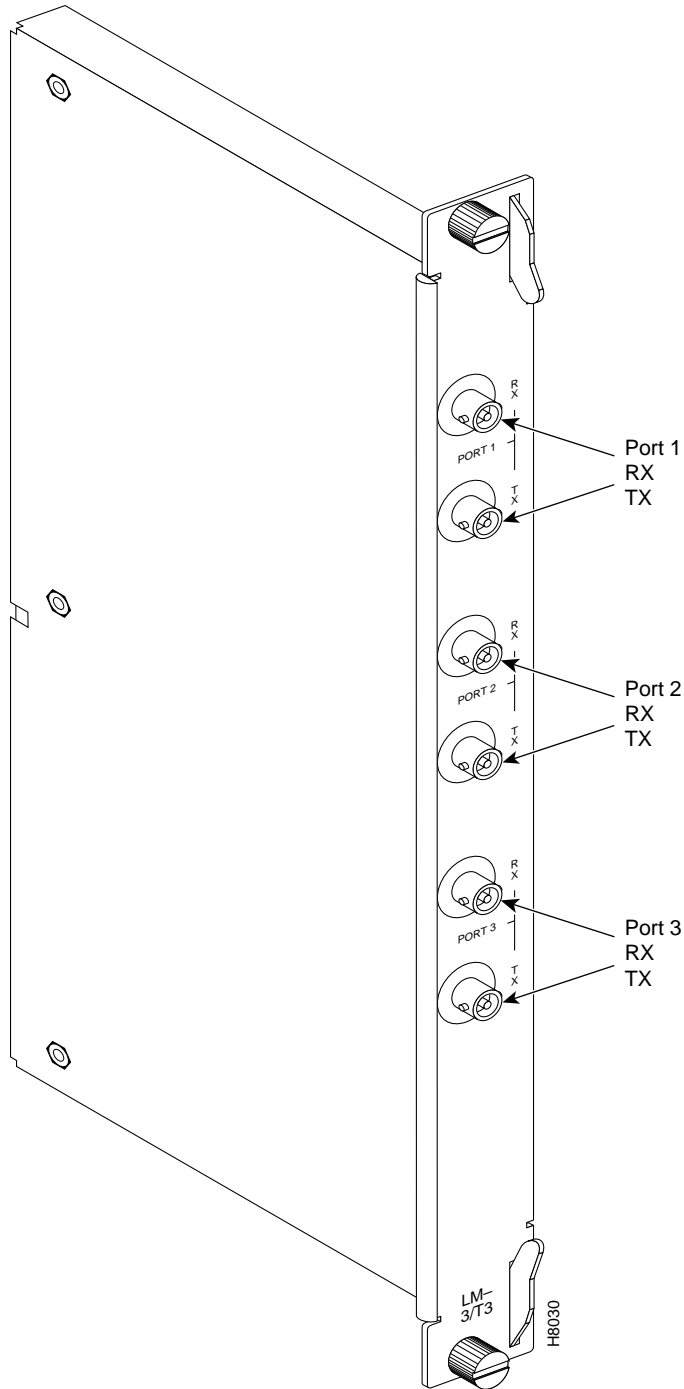 RX
PORT 1
TX
Port 1
RX
TX
RX
PORT 2
TX
Port 2
RX
TX
RX
PORT 3
TX
Port 3
RX
TX
LM–
3/T3
H8030